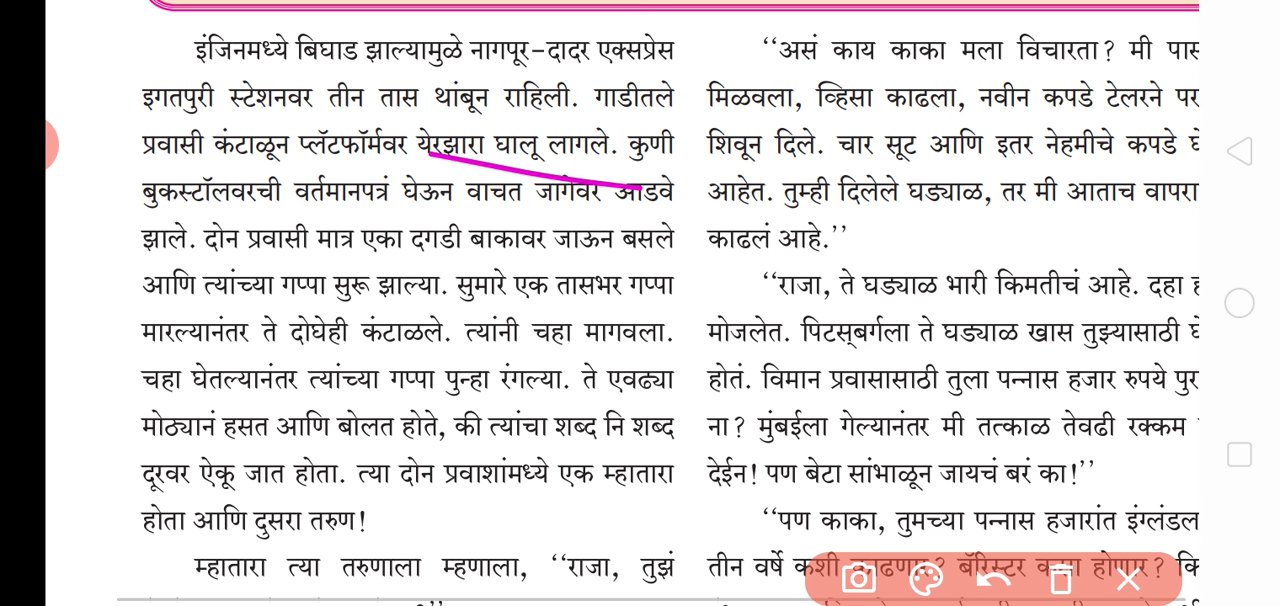 इंजिनमध्ये बिघाड झाल्यामुळे नागपूर-दादर एक्सप्रेस
इगतपुरी स्टेशनवर तीन तास थांबून राहिली. गाडीतले
प्रवासी कंटाळून प्लॅटफॉर्मवर येरझारा घालू लागले. कुणी
बुकस्टॉलवरची वर्तमानपत्रं घेऊन वाचत जागेवर आडवे
झाले. दोन प्रवासी मात्र एका दगडी बाकावर जाऊन बसले
आणि त्यांच्या गप्पा सुरू झाल्या. सुमारे एक तासभर गप्पा
मारल्यानंतर ते दोघेही कंटाळले. त्यांनी चहा मागवला.
चहा घेतल्यानंतर त्यांच्या गप्पा पुन्हा रंगल्या. ते एवढ्या
मोठ्यानं हसत आणि बोलत होते, की त्यांचा शब्द नि शब्द
दूरवर ऐकू जात होता. त्या दोन प्रवाशांमध्ये एक म्हातारा
होता आणि दुसरा तरुण!
म्हातारा त्या तरुणाला म्हणाला, ‘‘राजा, तुझं
‘‘असं काय काका मला विचारता? मी पास
मिळवला, व्हिसा काढला, नवीन कपडे टेलरने पर
शिवून दिले. चार सूट आणि इतर नेहमीचे कपडे
आहेत. तुम्ही दिलेले घड्याळ, तर मी आताच वापरा
काढलं आहे.’’
‘‘राजा, ते घड्याळ भारी किमतीचं आहे. दहा
मोजलेत. पिटस्‌बर्गला ते घड्याळ खास तुझ्यासाठी
होतं. विमान प्रवासासाठी तुला पन्नास हजार रुपये पुर
ना? मुंबईला गेल्यानंतर मी तत्काळ तेवढी रक्कम
देईन! पण बेटा सांभाळून जायचं बरं का!’’
‘‘पण काका, तुमच्या पन्नास हजारांत इंग्लंडल
तीन वर्षे कशी काढणार? बॅरिस्टर कसा होणार? कि